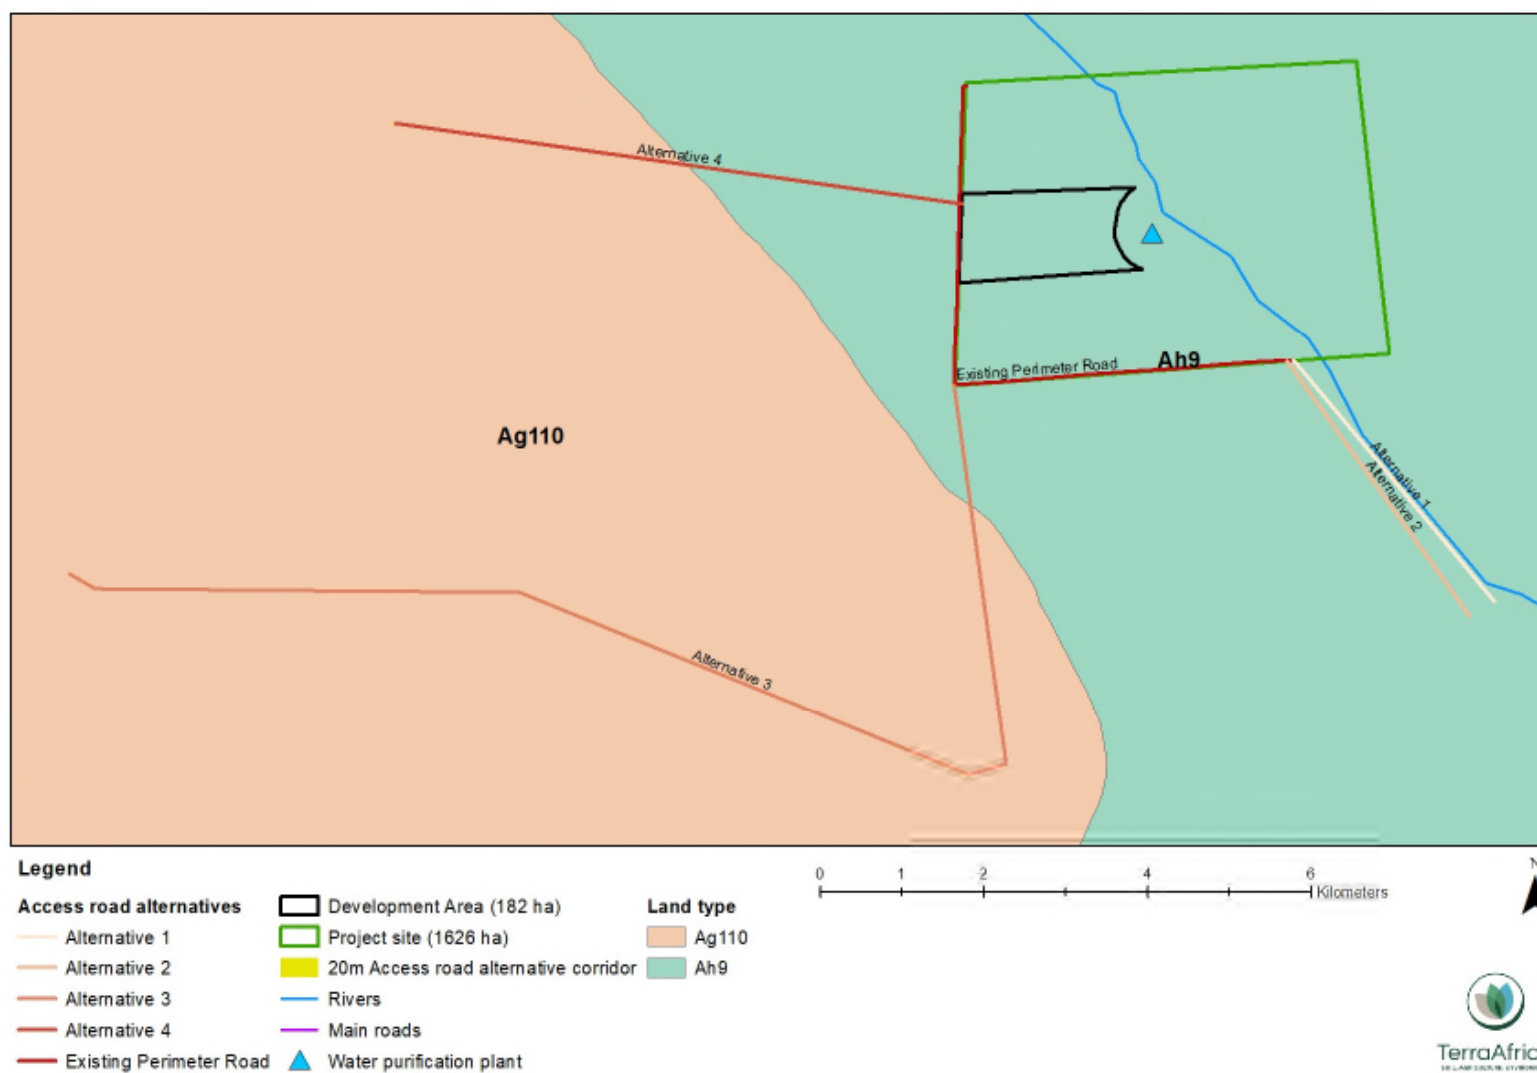 Alternative 4
Existing Perimeter Road
Ah9
Alternative 1
Alternative 2
Ag110
Alternative 3
Legend
Access road alternatives
Alternative 1
Alternative 2
Alternative 3
Alternative 4
Existing Perimeter Road
Development Area (182 ha)
Project site (1626 ha)
20m Access road alternative corridor
Rivers
Main roads
Water purification plant
Land type
Ag110
Ah9
0 1 2 4 6
Kilometers
N
TerraAfric